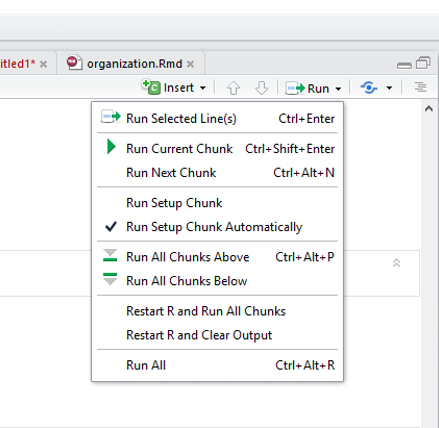 itled1* × organization.Rmd ×
Insert Run
Run Selected Line(s) Ctrl+Enter
Run Current Chunk Ctrl+Shift+Enter
Run Next Chunk Ctrl+Alt+N
Run Setup Chunk
Run Setup Chunk Automatically
Run All Chunks Above Ctrl+Alt+P
Run All Chunks Below
Restart R and Run All Chunks
Restart R and Clear Output
Run All Ctrl+Alt+R